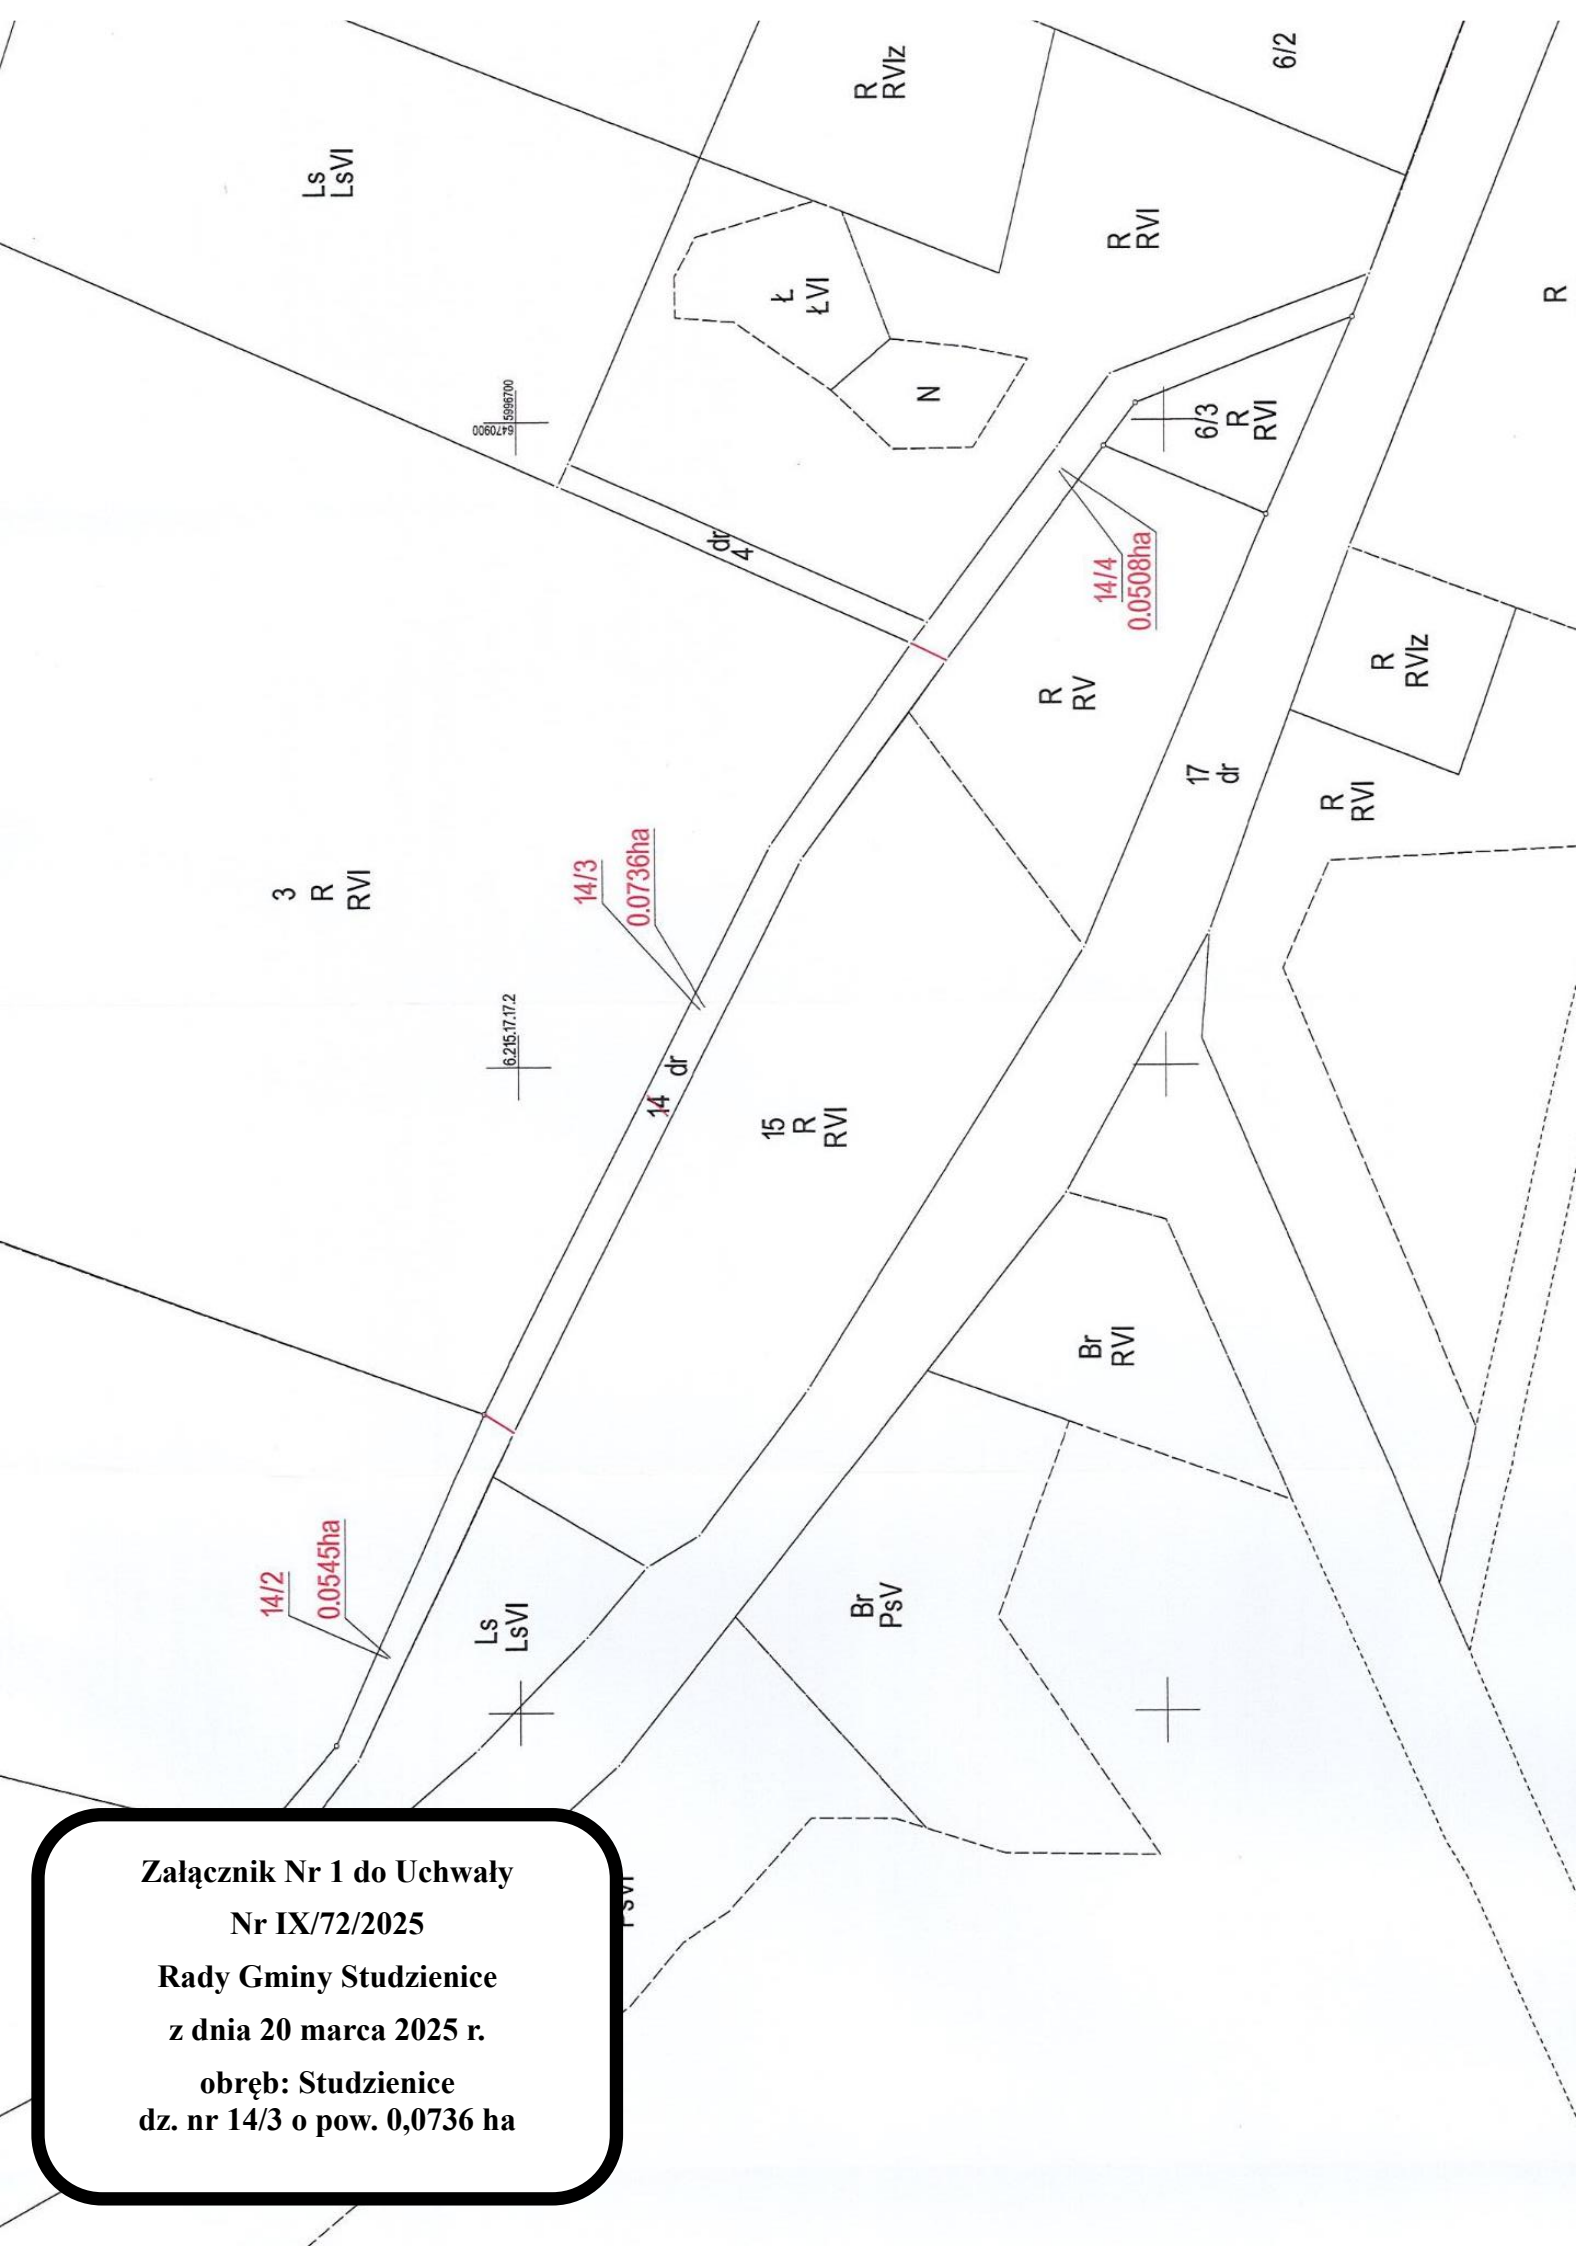 6/2
R
RVIz
Ls
LsVI
R
RVI
Ł
ŁVI
R
N
6470900
5996700
6/3
R
RVI
dr
4
14/4
0.0508ha
R
RV
R
RVIz
17
dr
R
RVI
3
R
RVI
14/3
0.0736ha
6.215.17.17.2
14 dr
15
R
RVI
Br
RVI
14/2
0.0545ha
Ls
LsVI
Br
PsV
PsVI
Załącznik Nr 1 do Uchwały
Nr IX/72/2025
Rady Gminy Studzienice
z dnia 20 marca 2025 r.
obręb: Studzienice
dz. nr 14/3 o pow. 0,0736 ha